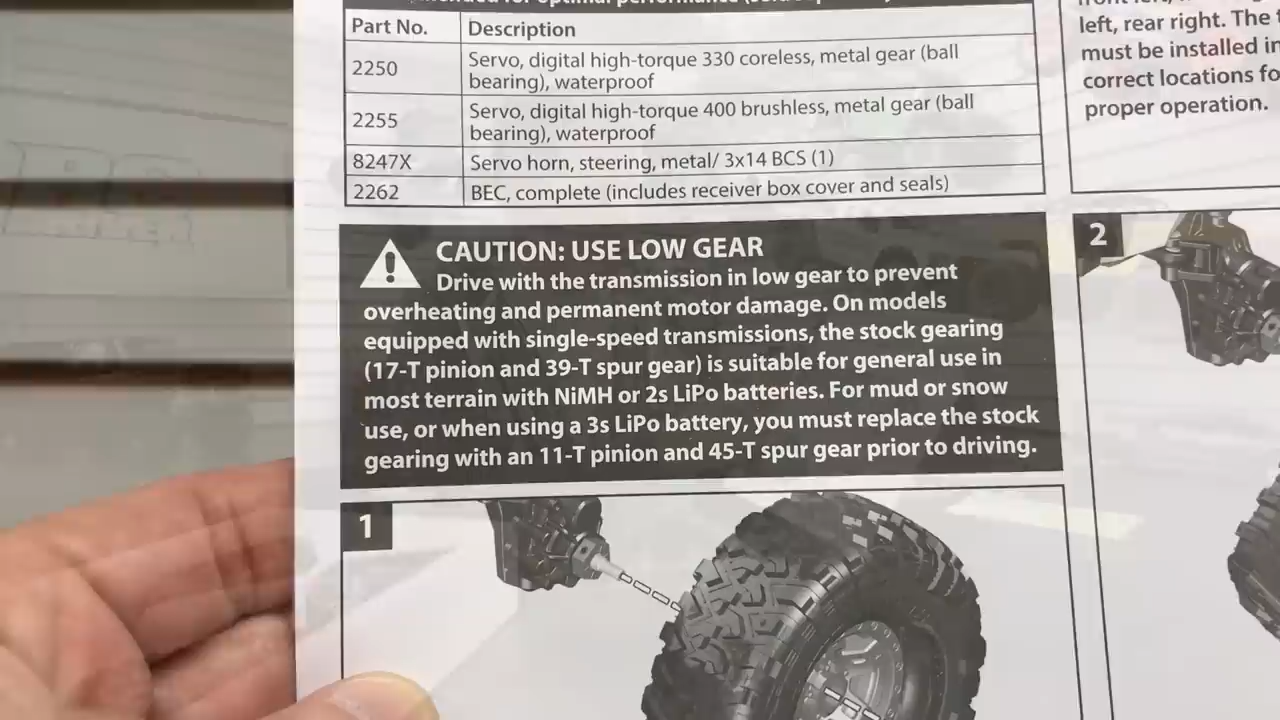 Part No. Description
2250 Servo, digital high-torque 330 coreless, metal gear (ball
bearing), waterproof
2255 Servo, digital high-torque 400 brushless, metal gear (ball
bearing), waterproof
8247X Servo horn, steering, metal/ 3x14 BCS (1)
2262 BEC, complete (includes receiver box cover and seals)
CAUTION: USE LOW GEAR
Drive with the transmission in low gear to prevent
overheating and permanent motor damage. On models
equipped with single-speed transmissions, the stock gearing
(17-T pinion and 39-T spur gear) is suitable for general use in
most terrain with NiMH or 2s LiPo batteries. For mud or snow
use, or when using a 3s LiPo battery, you must replace the stock
gearing with an 11-T pinion and 45-T spur gear prior to driving.
1
left, rear right. The
must be installed in
correct locations fo
proper operation.
2